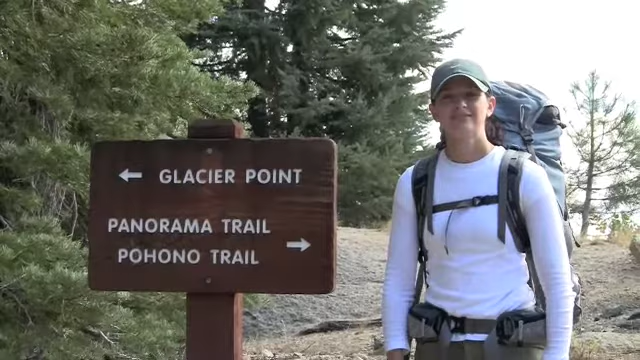 ← GLACIER POINT
PANORAMA TRAIL →
POHONO TRAIL